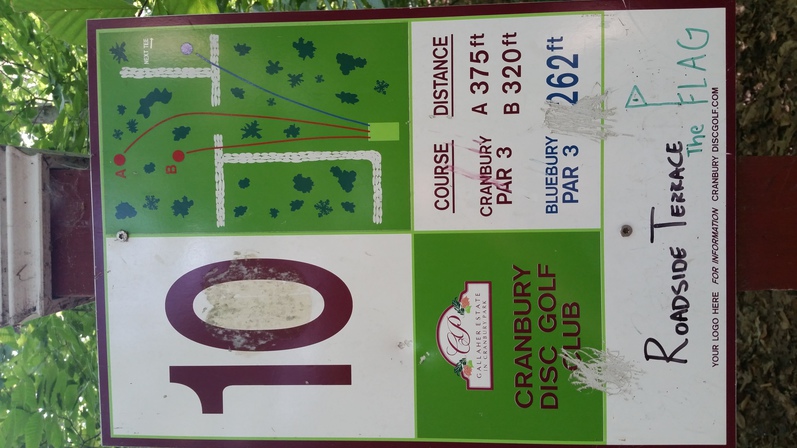 10
A
B
NEXT TEE
CP
GALLAHER ESTATE
IN CRANBURY PARK
CRANBURY
DISC GOLF
CLUB
COURSE DISTANCE
CRANBURY
PAR 3
A 375ft
B 320ft
BLUEBURY
PAR 3
262ft
ROADSIDE TERRACE
The FLAG
YOUR LOGO HERE FOR INFORMATION CRANBURY DISCGOLF.COM